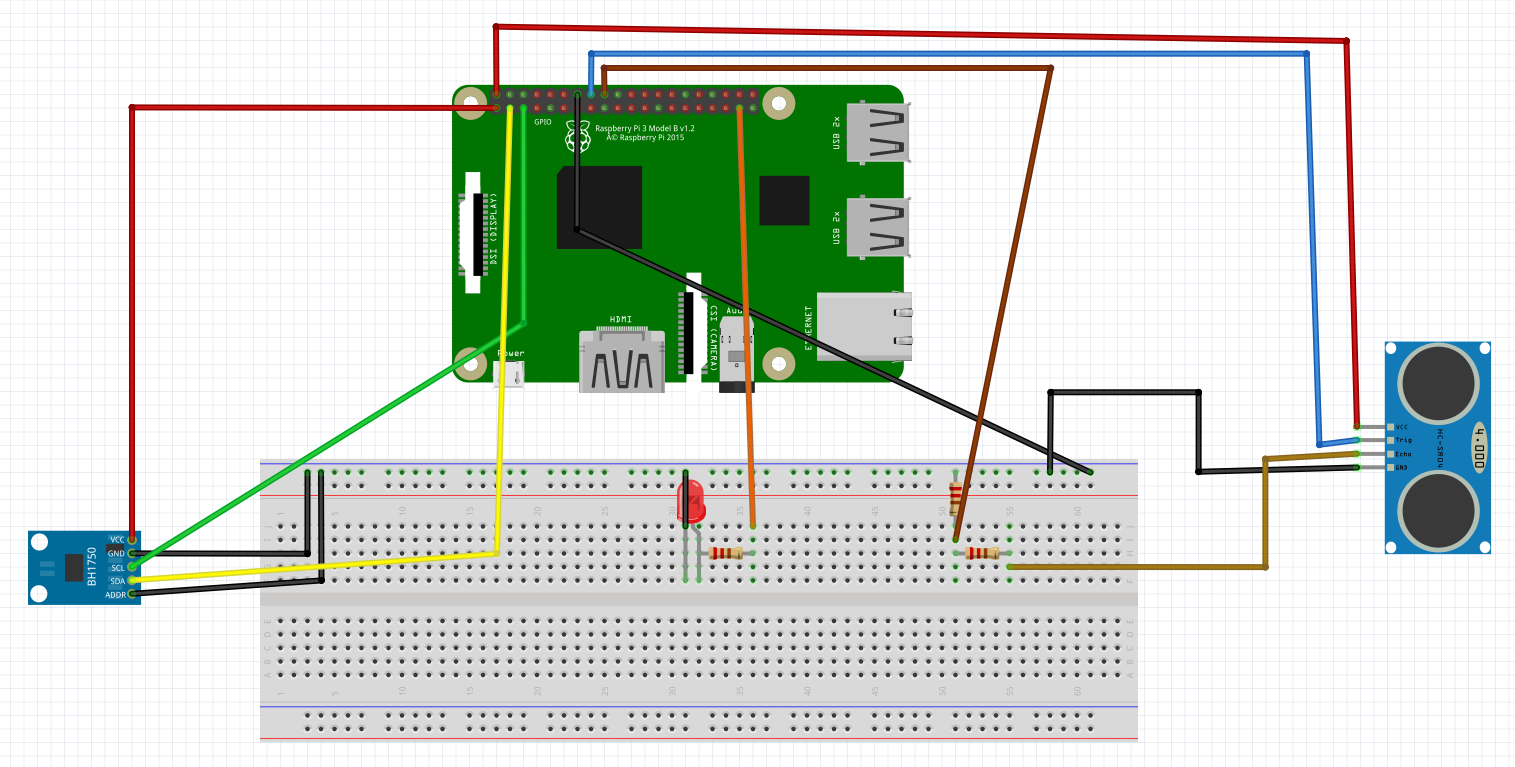 GPIO
Raspberry Pi 3 Model B v1.2
Â© Raspberry Pi 2015
USB 2x
DSI (DISPLAY)
USB 2x
HDMI
CSI (CAMERA)
ETHERNET
Power
VCC
Trig
Echo
GND
HC-SR04
4.000
VCC
GND
SCL
SDA
ADDR
BH1750
1 5 10 15 20 25 30 35 40 45 50 55 60
J
H
F
E E
D D
C C
B B
A A
1 5 10 15 20 25 30 35 40 45 50 55 60